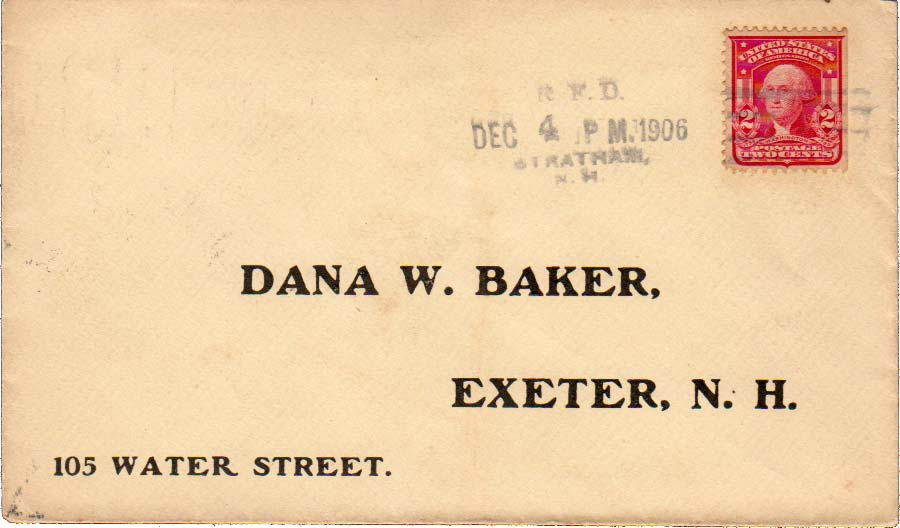 UNITED STATES
OF AMERICA
R. F. D.
DEC 4 P M. 1906
STRATHAM,
N. H.
2 2
POSTAGE
TWO CENTS
DANA W. BAKER,
EXETER, N. H.
105 WATER STREET.